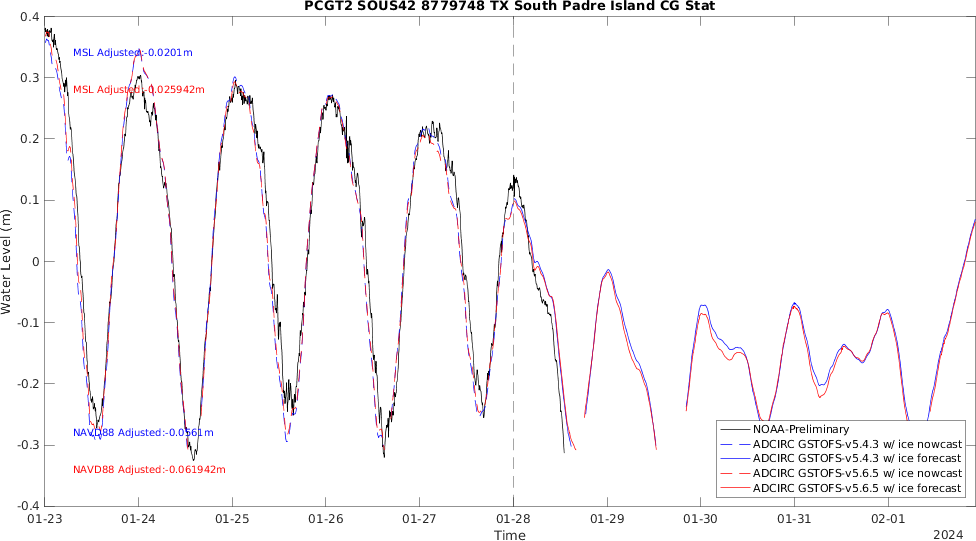 PCGT2 SOUS42 8779748 TX South Padre Island CG Stat
Water Level (m)
0.4
0.3
0.2
0.1
0
-0.1
-0.2
-0.3
-0.4
MSL Adjusted:-0.0201m
MSL Adjusted:-0.025942m
NAVD88 Adjusted:-0.0561m
NAVD88 Adjusted:-0.061942m
NOAA-Preliminary
ADCIRC GSTOFS-v5.4.3 w/ ice nowcast
ADCIRC GSTOFS-v5.4.3 w/ ice forecast
ADCIRC GSTOFS-v5.6.5 w/ ice nowcast
ADCIRC GSTOFS-v5.6.5 w/ ice forecast
01-23 01-24 01-25 01-26 01-27 01-28 01-29 01-30 01-31 02-01
Time
2024